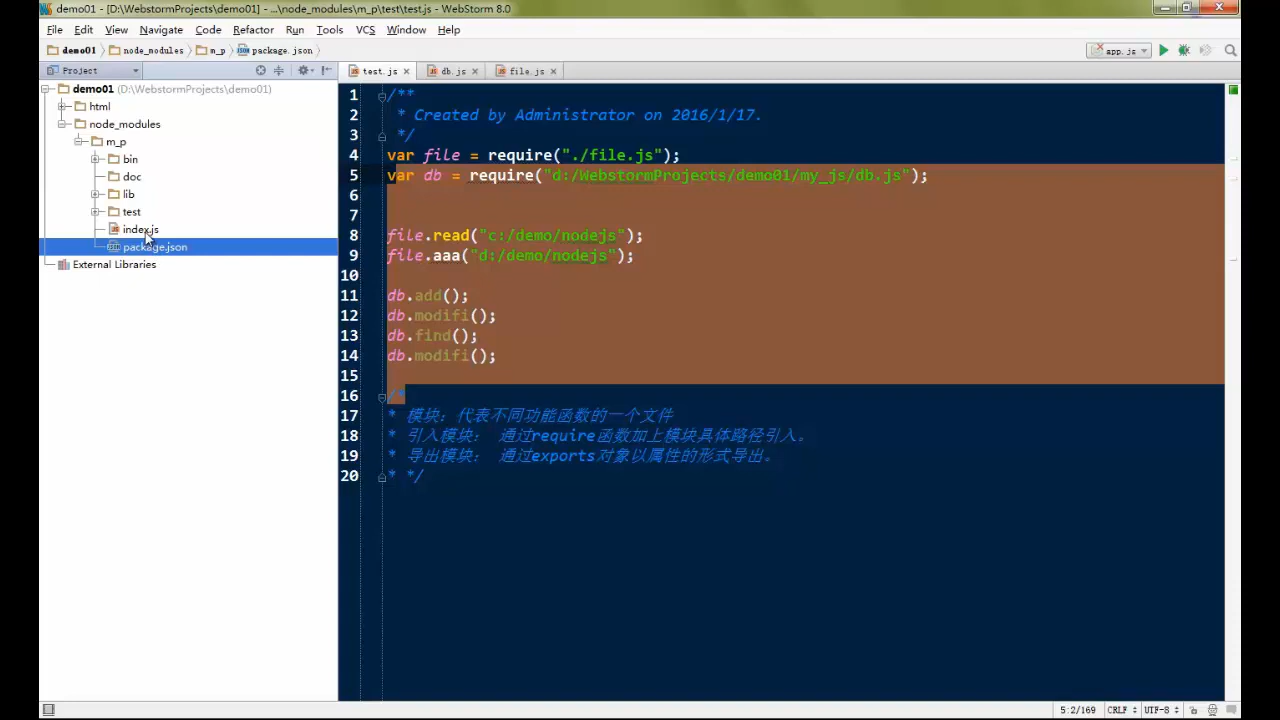 demo01 - [D:\WebstormProjects\demo01] - ...\node_modules\m_p\test\test.js - WebStorm 8.0
File Edit View Navigate Code Refactor Run Tools VCS Window Help
demo01 node_modules m_p package.json app.js
Project test.js db.js file.js
demo01 (D:\WebstormProjects\demo01)
html
node_modules
m_p
bin
doc
lib
test
index.js
package.json
External Libraries
1 /**
2 * Created by Administrator on 2016/1/17.
3 */
4 var file = require("./file.js");
5 var db = require("d:/WebstormProjects/demo01/my_js/db.js");
6
7
8 file.read("c:/demo/nodejs");
9 file.aaa("d:/demo/nodejs");
10
11 db.add();
12 db.modifi();
13 db.find();
14 db.modifi();
15
16 /*
17 * 模块: 代表不同功能函数的一个文件
18 * 引入模块: 通过require函数加上模块具体路径引入。
19 * 导出模块: 通过exports对象以属性的形式导出。
20 * */
5:2/169 CRLF UTF-8